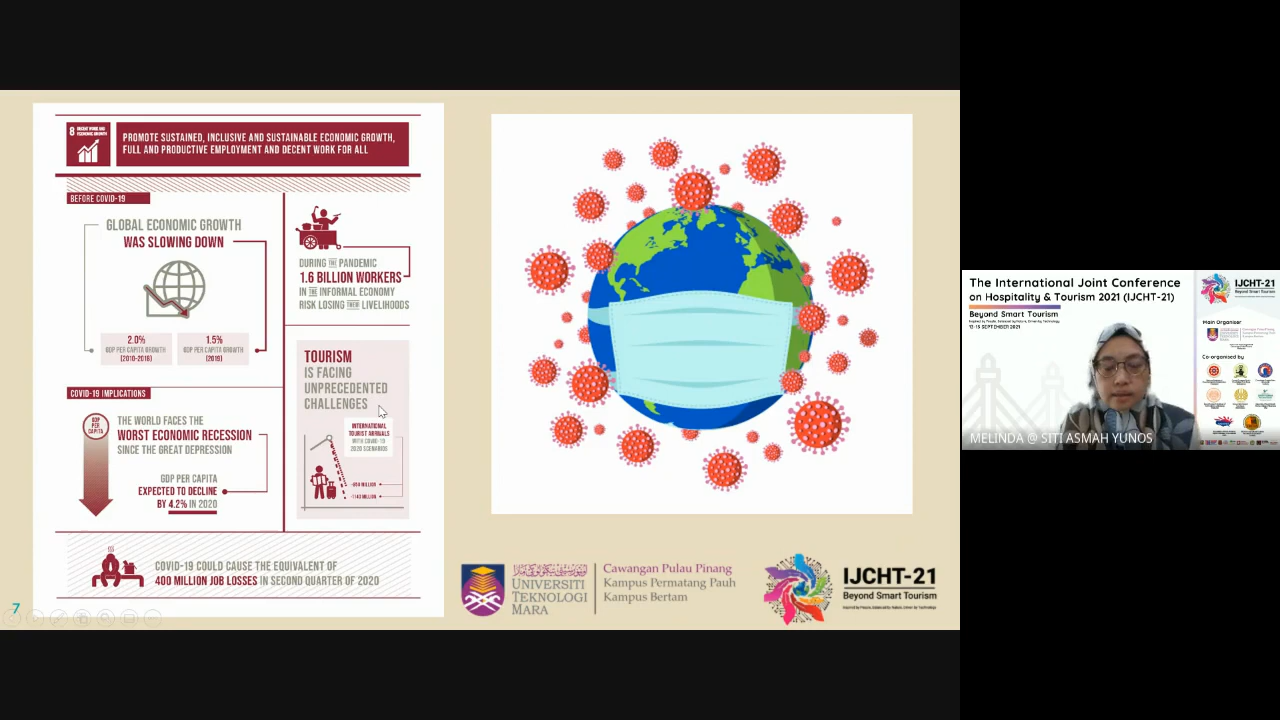 8 DECENT WORK AND
ECONOMIC GROWTH
PROMOTE SUSTAINED, INCLUSIVE AND SUSTAINABLE ECONOMIC GROWTH,
FULL AND PRODUCTIVE EMPLOYMENT AND DECENT WORK FOR ALL
BEFORE COVID-19
GLOBAL ECONOMIC GROWTH
WAS SLOWING DOWN
2.0%
GDP PER CAPITA GROWTH
(2010-2018)
1.5%
GDP PER CAPITA GROWTH
(2019)
DURING THE PANDEMIC
1.6 BILLION WORKERS
IN THE INFORMAL ECONOMY
RISK LOSING THEIR LIVELIHOODS
COVID-19 IMPLICATIONS
GDP
PER
CAPITA
THE WORLD FACES THE
WORST ECONOMIC RECESSION
SINCE THE GREAT DEPRESSION
GDP PER CAPITA
EXPECTED TO DECLINE
BY 4.2% IN 2020
TOURISM
IS FACING
UNPRECEDENTED
CHALLENGES
INTERNATIONAL
TOURIST ARRIVALS
WITH COVID-19
2020 SCENARIOS
COVID-19 COULD CAUSE THE EQUIVALENT OF
400 MILLION JOB LOSSES IN SECOND QUARTER OF 2020
7
UNIVERSITI
TEKNOLOGI
MARA
Cawangan Pulau Pinang
Kampus Permatang Pauh
Kampus Bertam
IJCHT-21
Beyond Smart Tourism
The International Joint Conference
on Hospitality & Tourism 2021 (IJCHT-21)
Beyond Smart Tourism
IJCHT-21
Beyond Smart Tourism
Main Organiser
Co-organised by
MELINDA @ SITI ASMAH YUNOS